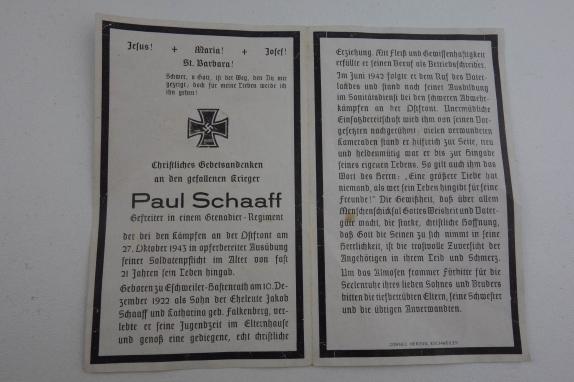 Jesus! + Maria! + Josef!
St. Barbara!
Schwer, o Gott, ist der Weg, den Du mir
gezeigt, doch für meine Lieben werde ich
ihn gehen!
Christliches Gebetsandenken
an den gefallenen Krieger
Paul Schaaff
Gefreiter in einem Grenadier-Regiment
der bei den Kämpfen an der Ostfront am
27. Oktober 1943 in opferbereiter Ausübung
seiner Soldatenpflicht im Alter von fast
21 Jahren sein Leben hingab.
Geboren zu Eschweiler-Hastenrath am 10. De-
zember 1922 als Sohn der Eheleute Jakob
Schaaff und Katharina geb. Falkenberg, ver-
lebte er seine Jugendzeit im Elternhause
und genoß eine gediegene, echt christliche
Erziehung. Mit Fleiß und Gewissenhaftigkeit
erfüllte er seinen Beruf als Betriebschreiber.
Im Juni 1942 folgte er dem Ruf des Vater-
landes und stand nach seiner Ausbildung
im Sanitätsdienst bei den schweren Abwehr-
kämpfen an der Ostfront. Unermüdliche
Einsatzbereitschaft wird ihm von seinen Vor-
gesetzten nachgerühmt; vielen verwundeten
Kameraden stand er hilfreich zur Seite, neu
und heldenmütig war er bis zur Hingabe
seines eigenen Lebens. So gilt auch ihm das
Wort des Herrn: „Eine größere Liebe hat
niemand, als wer sein Leben hingibt für seine
Freunde!“ Die Gewißheit, daß über allem
Menschenschicksal Gottes Weisheit und Vater-
güte macht, die starke, christliche Hoffnung,
daß Gott die Seinen zu sich nimmt in seine
Herrlichkeit, ist die trostvolle Zuversicht der
Angehörigen in ihrem Leid und Schmerz.
Um das Almosen frommer Fürbitte für die
Seelenruhe ihres lieben Sohnes und Bruders
bitten die tiefbetrübten Eltern, seine Schwester
und die übrigen Anverwandten.
ESCHWEILER